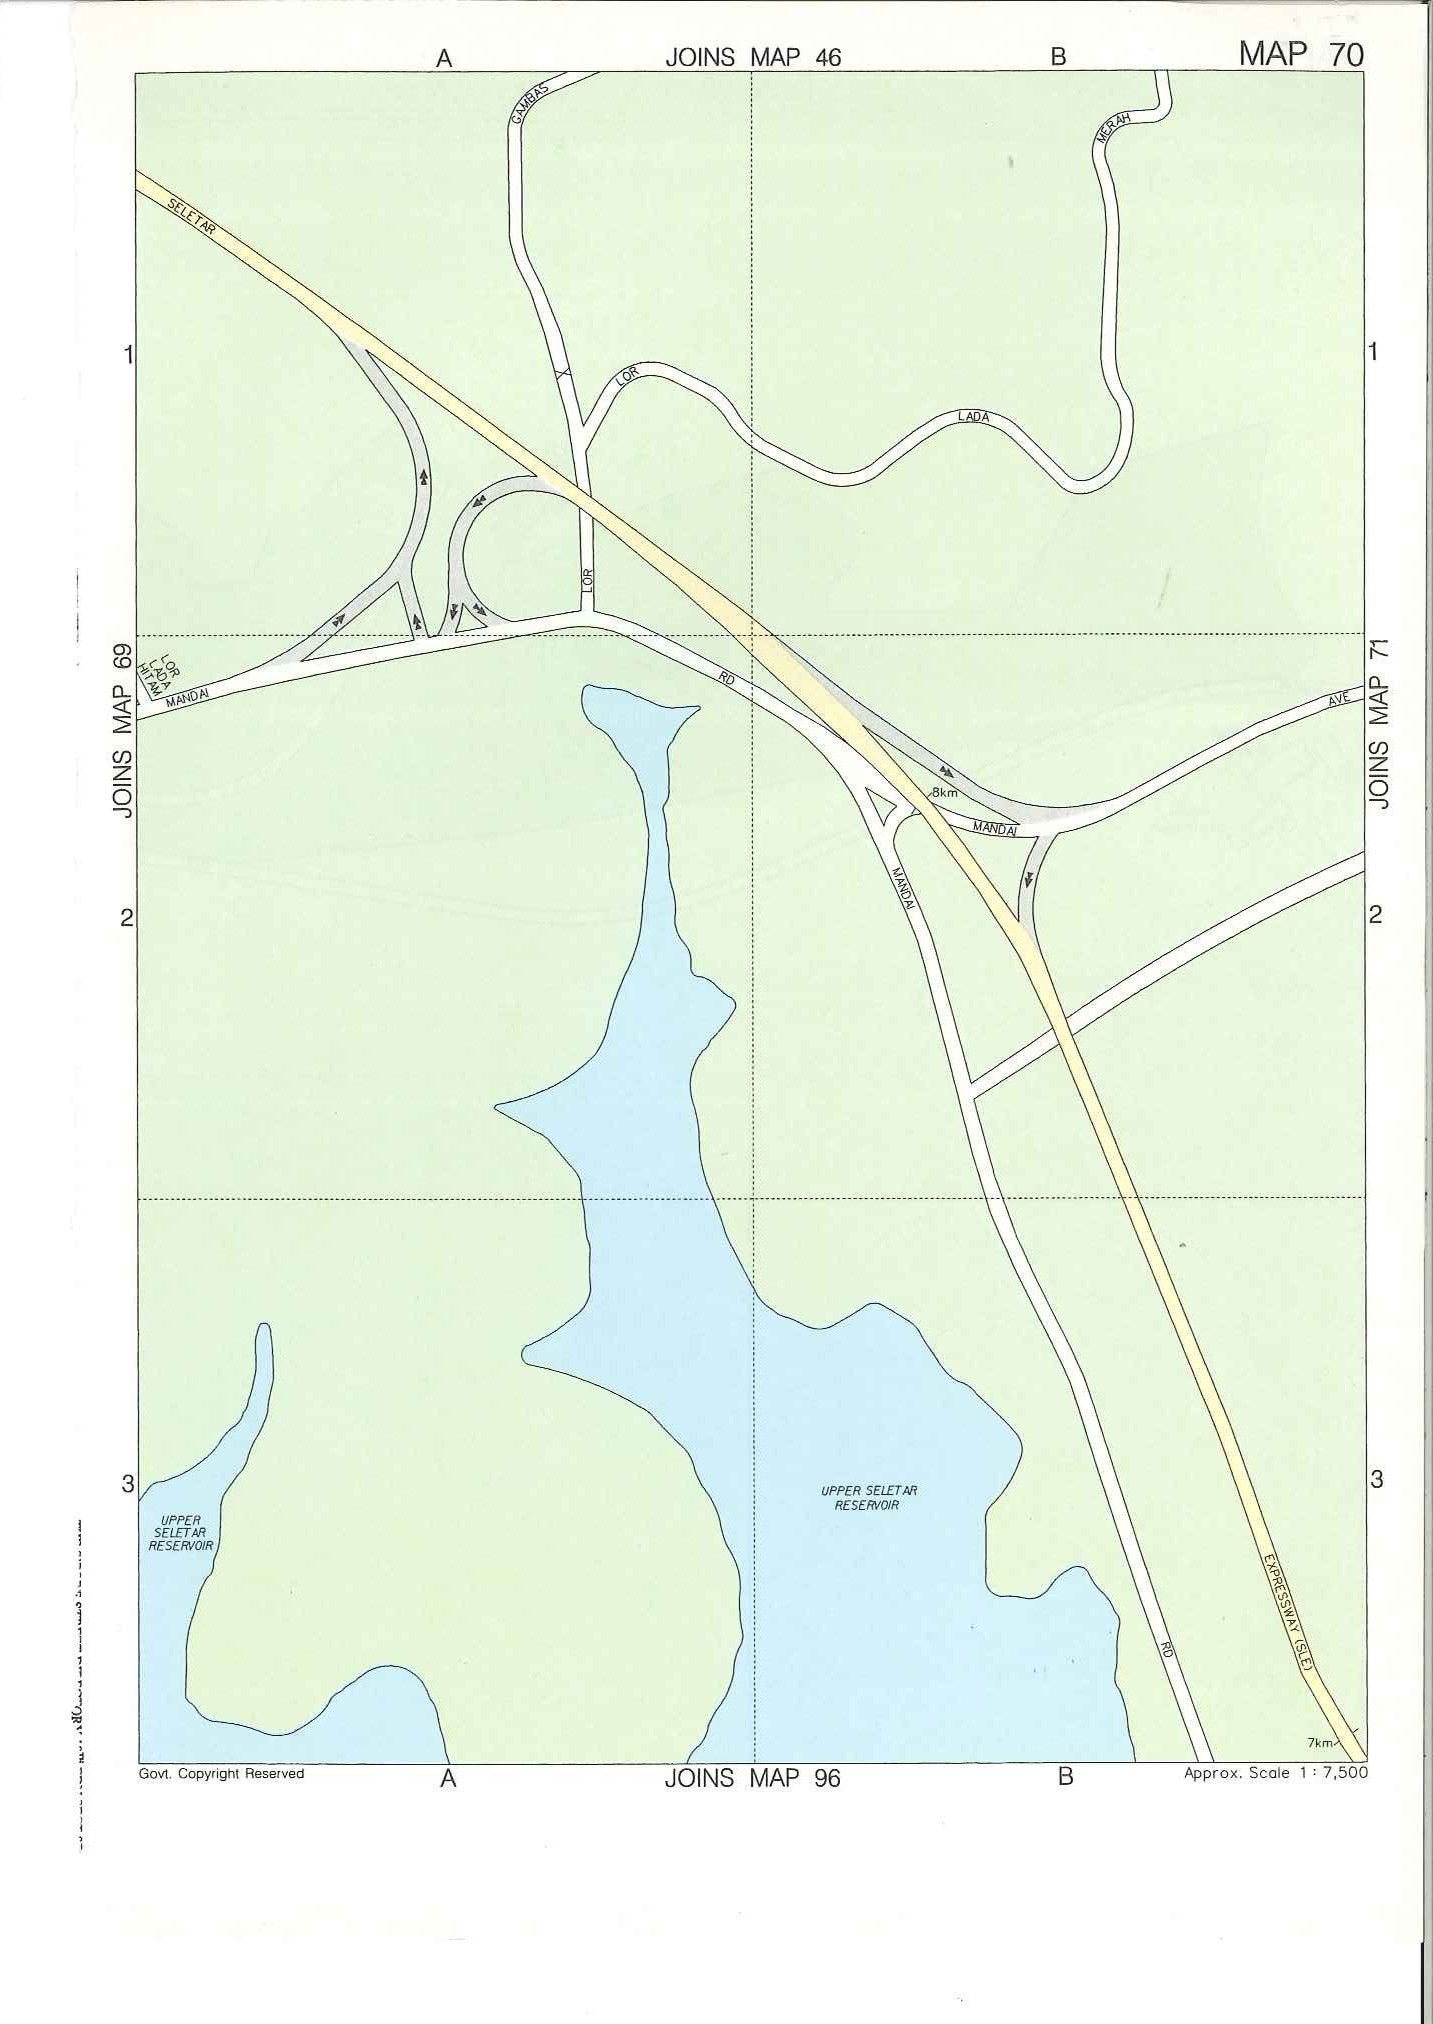 A
JOINS MAP 46
B
MAP 70
GAMBAS
MERAH
SELETAR
1
1
LOR
LADA
LOR
JOINS MAP 69
LOR
LADA
HITAM
MANDAI
RD
AVE
JOINS MAP 71
8km
MANDAI
MANDAI
2
2
3
3
UPPER SELETAR
RESERVOIR
UPPER
SELETAR
RESERVOIR
EXPRESSWAY (SLE)
RD
7km
Govt. Copyright Reserved
A
JOINS MAP 96
B
Approx. Scale 1 : 7,500